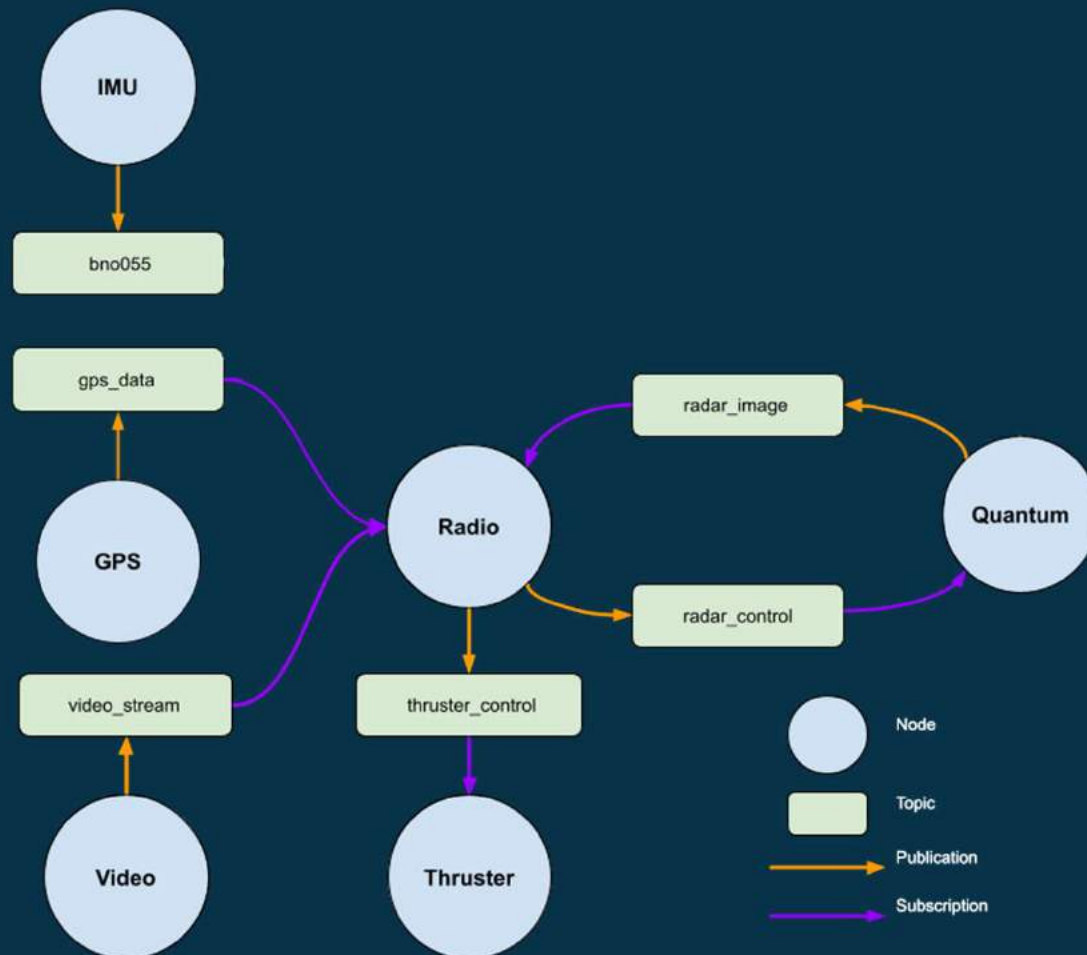 IMU
bno055
gps_data
radar_image
Radio
Quantum
GPS
radar_control
video_stream
thruster_control
Node
Topic
Publication
Video
Thruster
Subscription